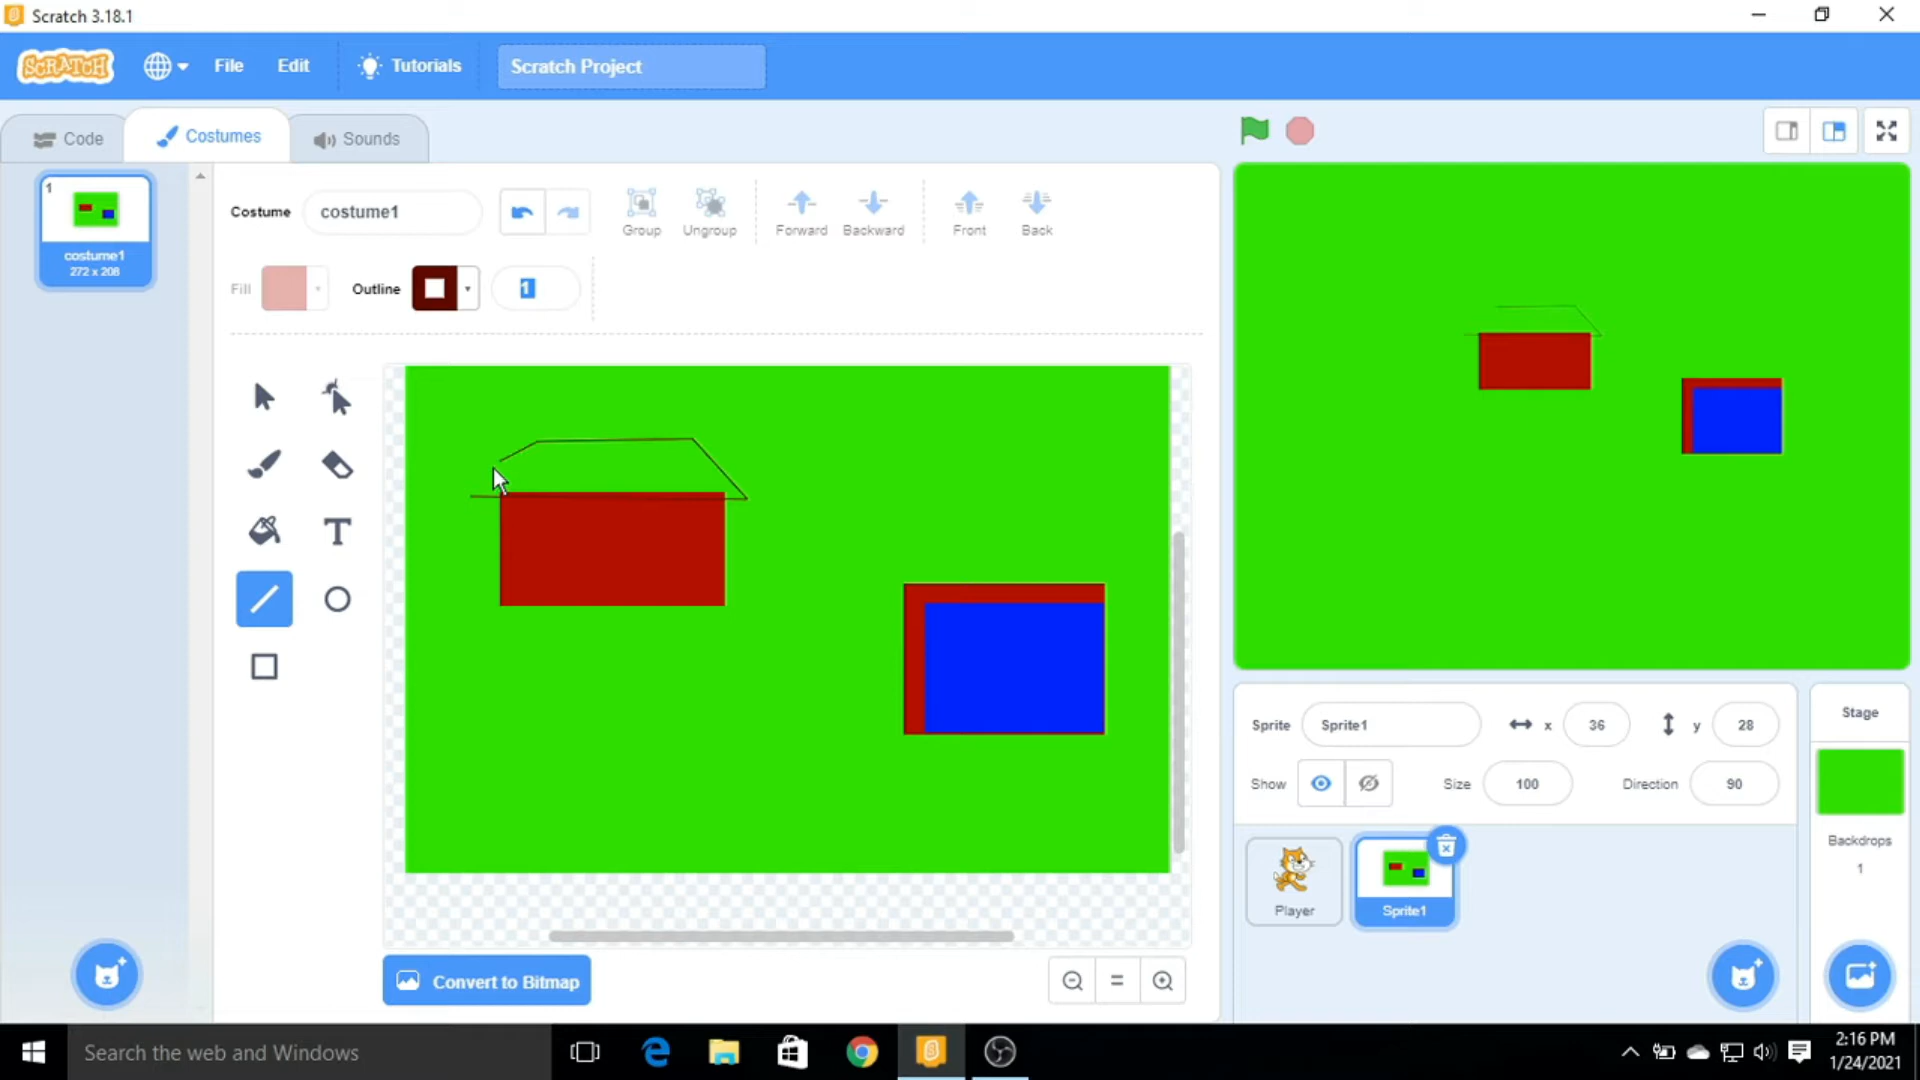 Scratch 3.18.1
SCRATCH
File
Edit
Tutorials
Scratch Project
Code
Costumes
Sounds
1
costume1
272 x 208
Costume
costume1
Group
Ungroup
Forward
Backward
Front
Back
Fill
Outline
1
T
Convert to Bitmap
Sprite
Sprite1
x
36
y
28
Show
Size
100
Direction
90
Player
Sprite1
Stage
Backdrops
1
Search the web and Windows
2:16 PM
1/24/2021